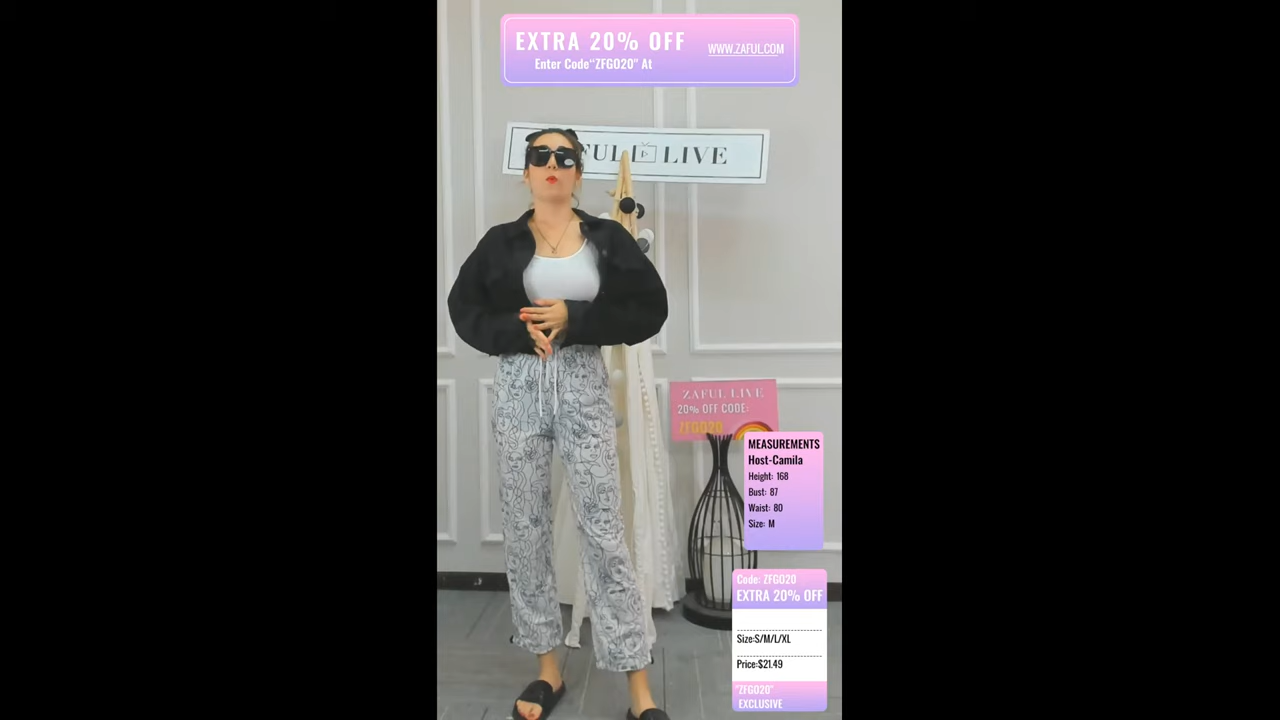 EXTRA 20% OFF
Enter Code“ZFGO20" At
WWW.ZAFUL.COM
FUL LIVE
ZAFUL LIVE
20% OFF CODE:
ZFGO20
MEASUREMENTS
Host-Camila
Height: 168
Bust: 87
Waist: 80
Size: M
Code: ZFGO20
EXTRA 20% OFF
Size:S/M/L/XL
Price:$21.49
"ZFGO20"
EXCLUSIVE